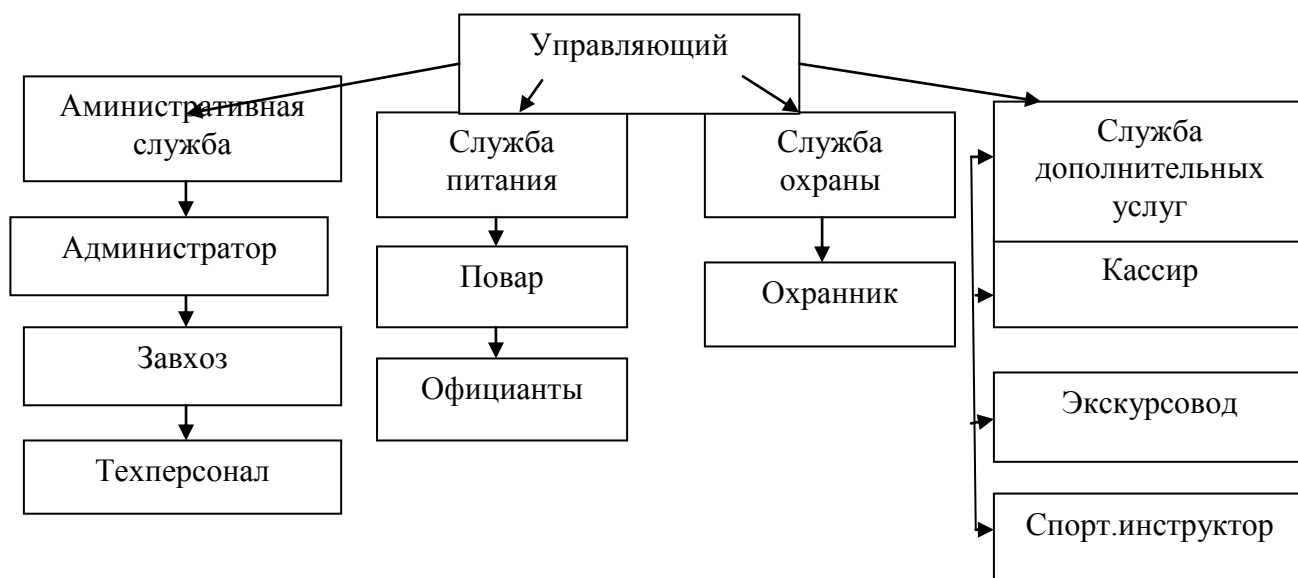 Управляющий
Аминистративная
служба
Служба
питания
Служба
охраны
Служба
дополнительных
услуг
Администратор
Повар
Охранник
Кассир
Завхоз
Официанты
Экскурсовод
Техперсонал
Спорт.инструктор